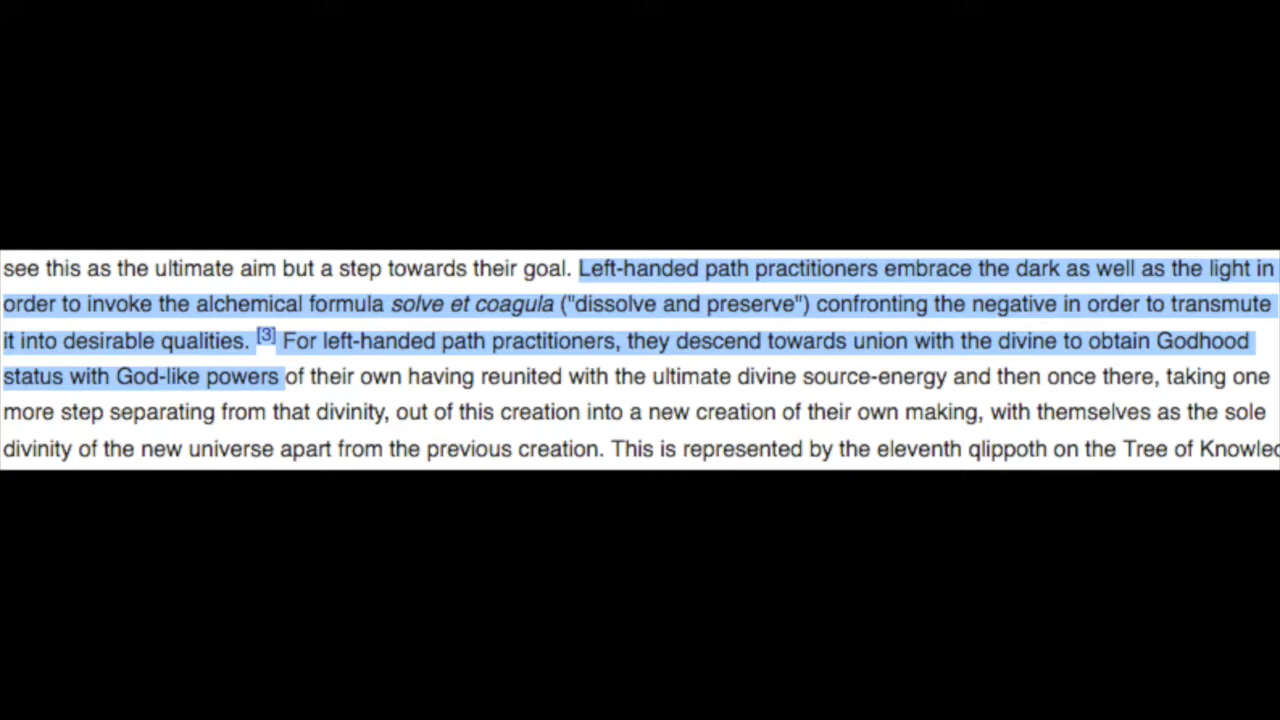 see this as the ultimate aim but a step towards their goal. Left-handed path practitioners embrace the dark as well as the light in
order to invoke the alchemical formula solve et coagula ("dissolve and preserve") confronting the negative in order to transmute
it into desirable qualities. [3] For left-handed path practitioners, they descend towards union with the divine to obtain Godhood
status with God-like powers of their own having reunited with the ultimate divine source-energy and then once there, taking one
more step separating from that divinity, out of this creation into a new creation of their own making, with themselves as the sole
divinity of the new universe apart from the previous creation. This is represented by the eleventh qlippoth on the Tree of